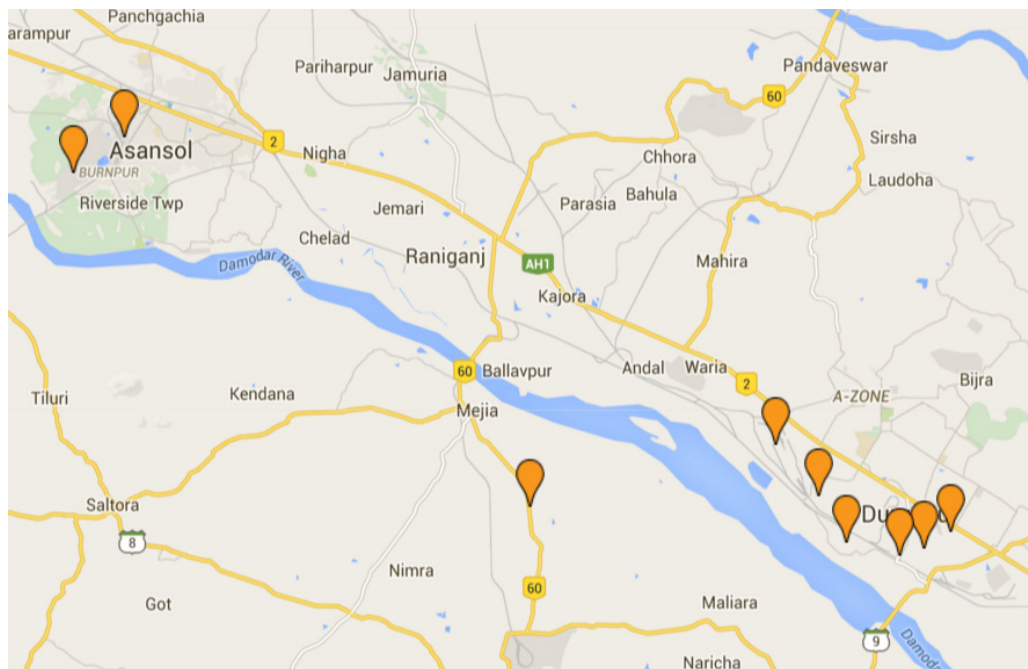 Panchgachia
arampur
Pariharpur
Jamuria
Pandaveswar
60
2
Asansol
Nigha
Sirsha
BURNPUR
Chhora
Laudoha
Riverside Twp
Jemari
Parasia
Bahula
Chelad
Raniganj
Mahira
Damodar River
AH1
Kajora
60
Ballavpur
Andal
Waria
2
Bijra
Tiluri
Kendana
A-ZONE
Mejia
Saltora
8
Nimra
60
Got
Maliara
9
Naricha